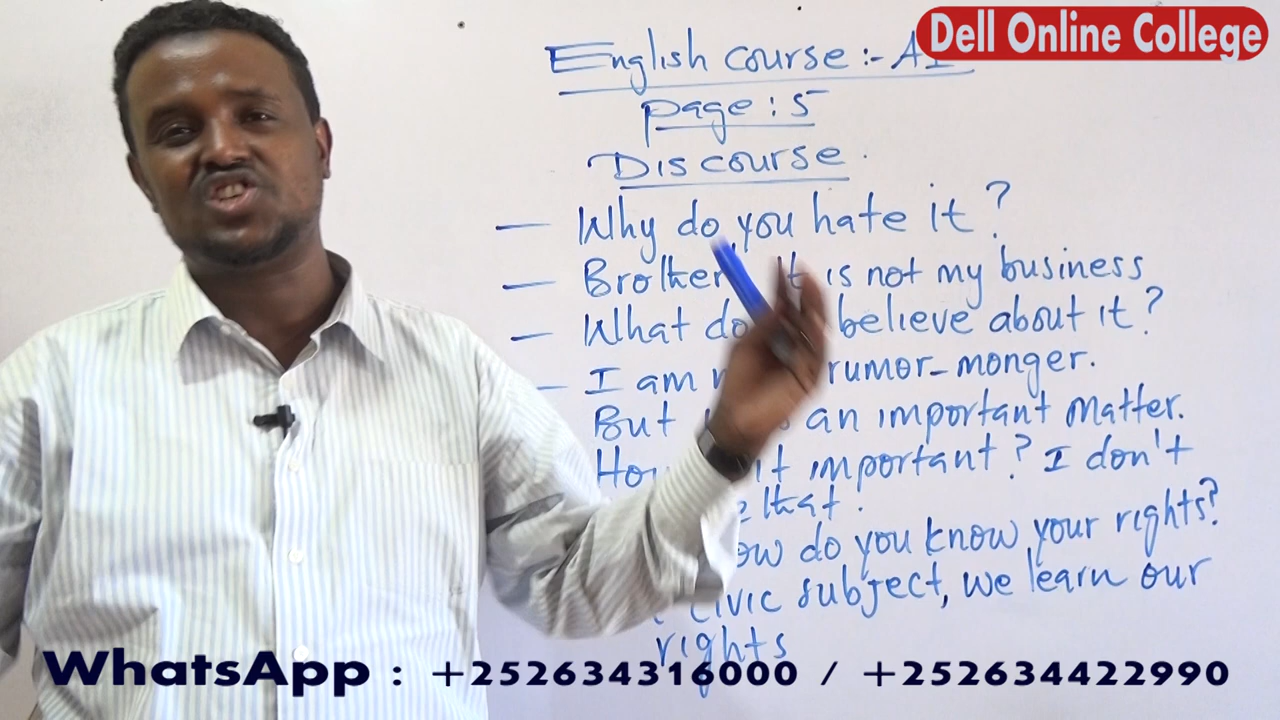 Dell Online College
English course :- A1
page : 5
Discourse.
— Why do you hate it?
— Brother, It is not my business
— What do believe about it?
— I am rumor-monger.
But an important matter.
it important? I don't
that.
do you know your rights?
civic subject, we learn our
rights
WhatsApp : +252634316000 / +252634422990